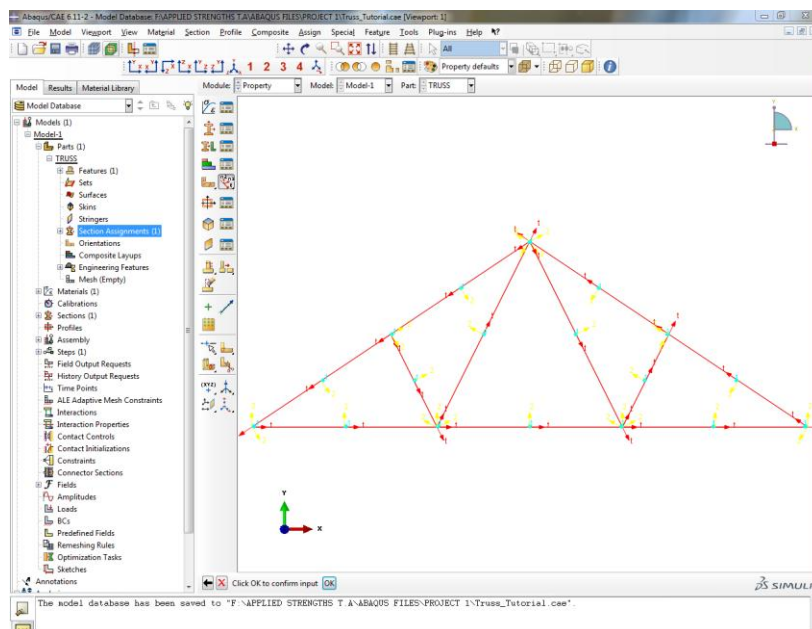 Abaqus/CAE 6.11-2 - Model Database: F:\APPLIED STRENGTHS T.A\ABAQUS FILES\PROJECT 1\Truss_Tutorial.cae [Viewport: 1]
File Model Viewport View Material Section Profile Composite Assign Special Feature Tools Plug-ins Help
All
1 2 3 4 Property defaults
Model Results Material Library Module: Property Model: Model-1 Part: TRUSS
Model Database
Models (1)
Model-1
Parts (1)
TRUSS
Features (1)
Sets
Surfaces
Skins
Stringers
Section Assignments (1)
Orientations
Composite Layups
Engineering Features
Mesh (Empty)
Materials (1)
Calibrations
Sections (1)
Profiles
Assembly
Steps (1)
Field Output Requests
History Output Requests
Time Points
ALE Adaptive Mesh Constraints
Interactions
Interaction Properties
Contact Controls
Contact Initializations
Constraints
Connector Sections
Fields
Amplitudes
Loads
BCs
Predefined Fields
Remeshing Rules
Optimization Tasks
Sketches
Annotations
Y
X
Click OK to confirm input OK
SIMULI
The model database has been saved to "F:\APPLIED STRENGTHS T.A\ABAQUS FILES\PROJECT 1\Truss_Tutorial.cae".